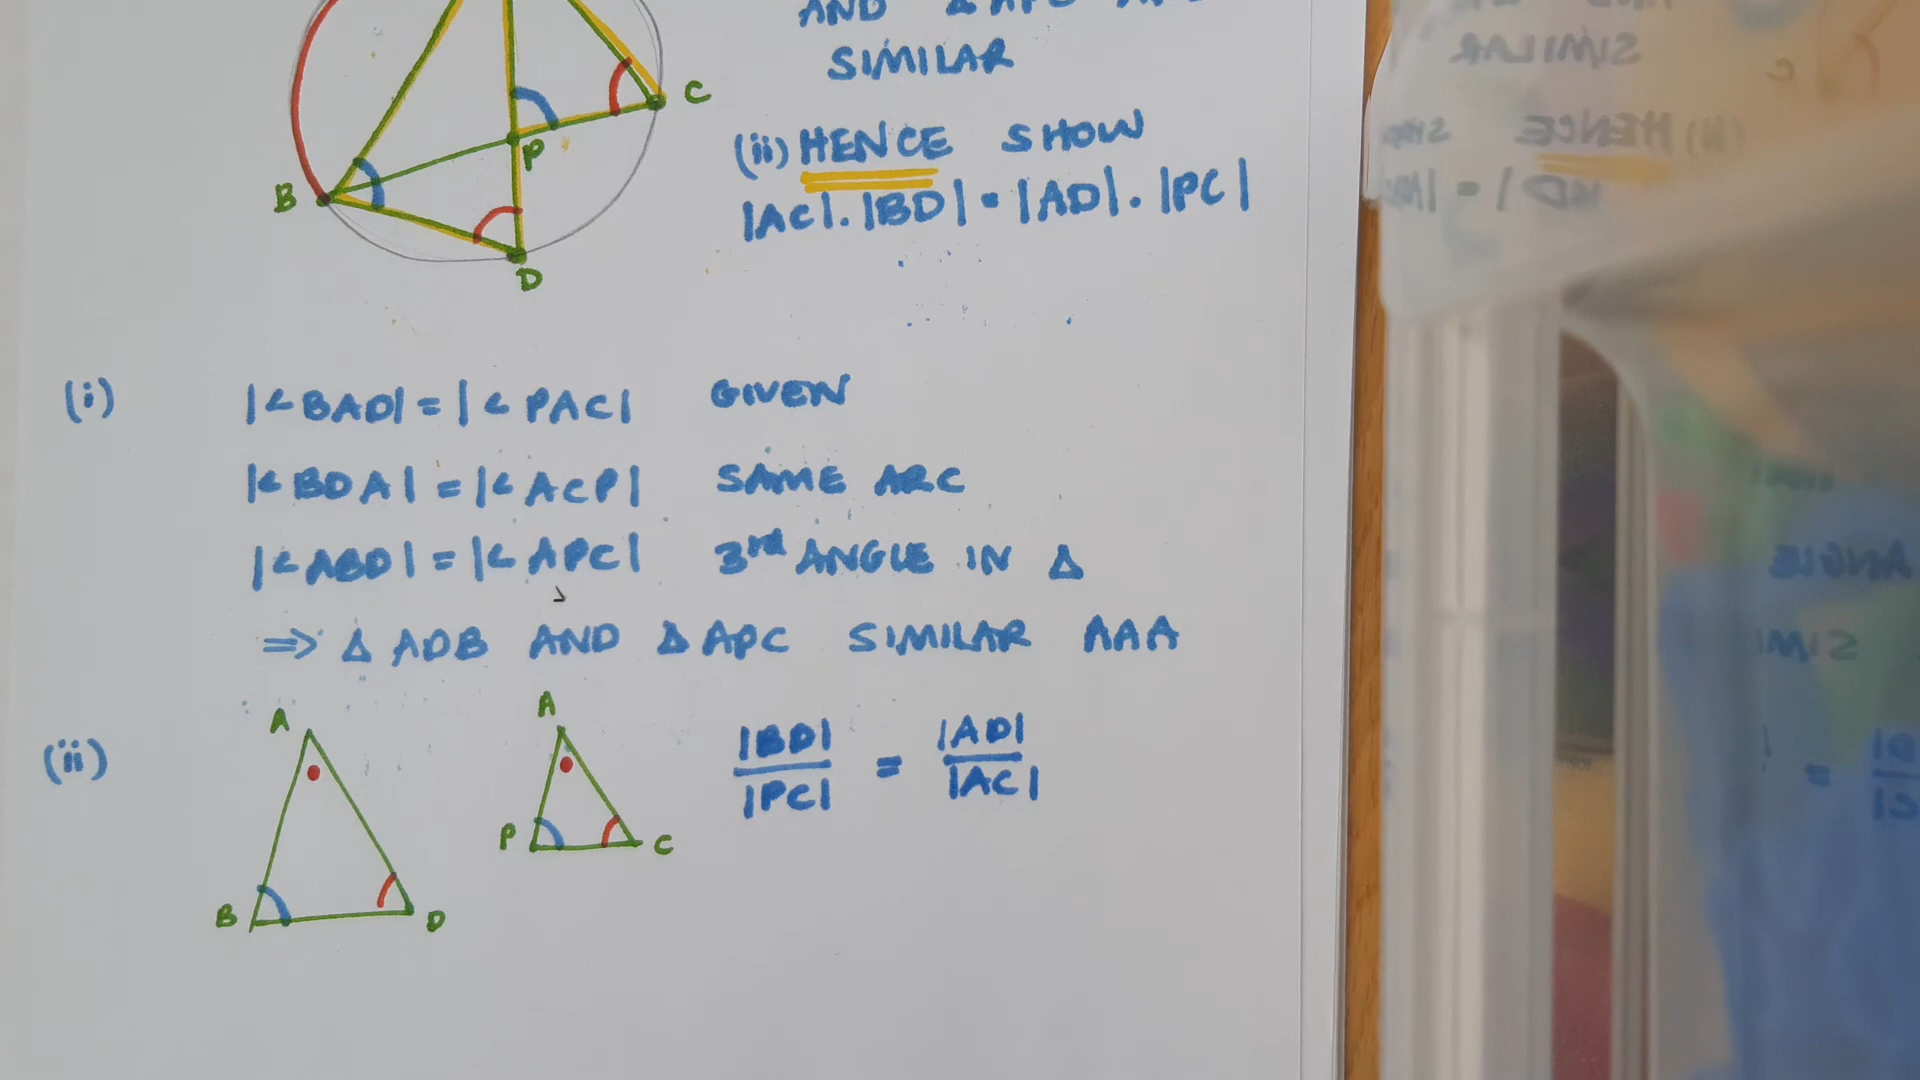 AND
SIMILAR
C
(ii) HENCE SHOW
P
B
|AC|.|BD| = |AD|.|PC|
D
(i) |∠BAD| = |∠PAC| GIVEN
|∠BDA| = |∠ACP| SAME ARC
|∠ABD| = |∠APC| 3rd ANGLE IN Δ
=> Δ ADB AND Δ APC SIMILAR AAA
(ii) A A |BD|/|PC| = |AD|/|AC|
P C
B D